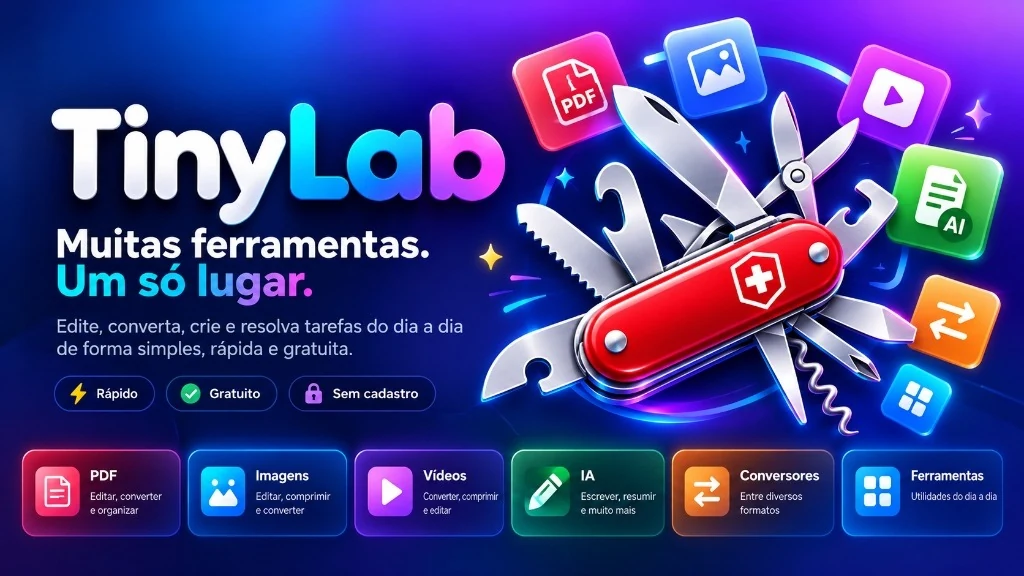 TinyLab
Muitas ferramentas.
Um só lugar.
Edite, converta, crie e resolva tarefas do dia a dia
de forma simples, rápida e gratuita.
Rápido
Gratuito
Sem cadastro
PDF
AI
PDF
Editar, converter
e organizar
Imagens
Editar, comprimir
e converter
Vídeos
Converter, comprimir
e editar
IA
Escrever, resumir
e muito mais
Conversores
Entre diversos
formatos
Ferramentas
Utilidades do dia a dia